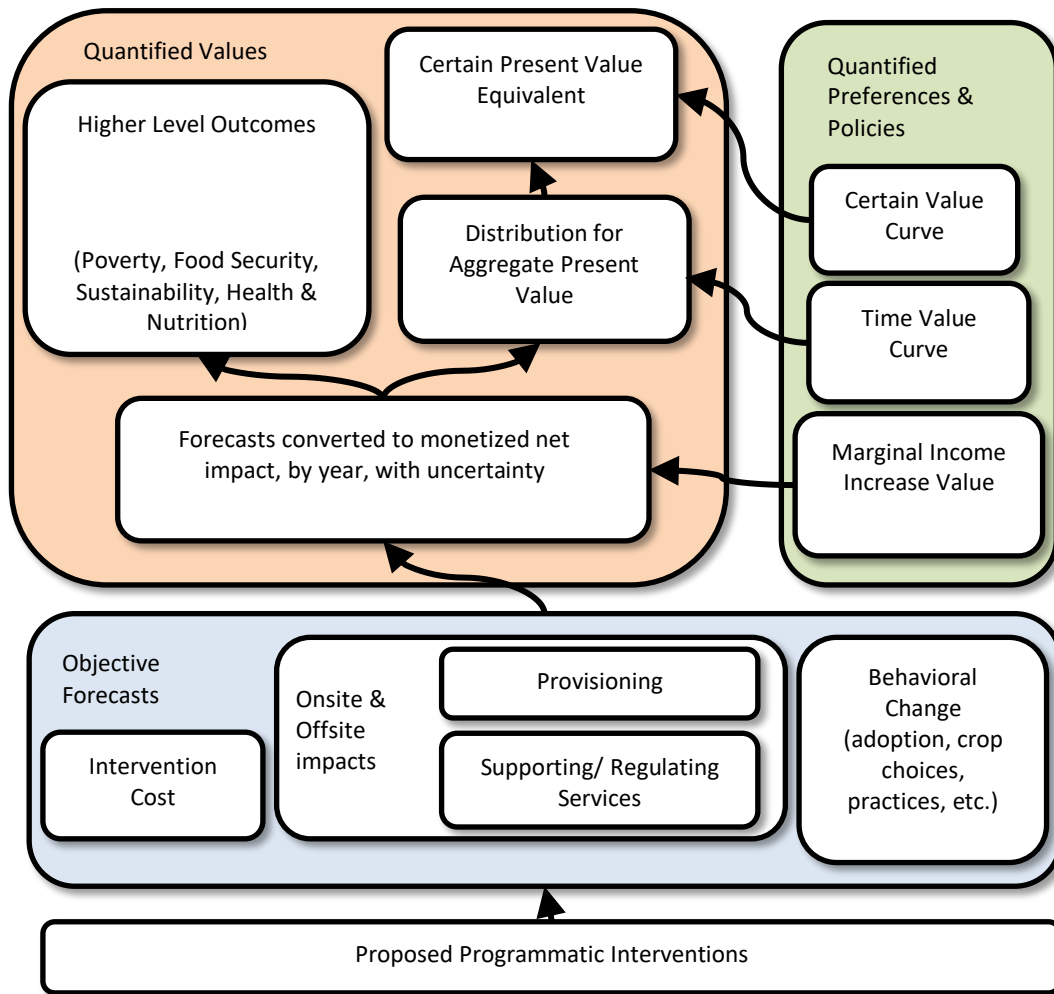 Quantified Values
Certain Present Value
Equivalent
Quantified
Preferences &
Policies
Higher Level Outcomes
(Poverty, Food Security,
Sustainability, Health &
Nutrition)
Distribution for
Aggregate Present
Value
Certain Value
Curve
Time Value
Curve
Forecasts converted to monetized net
impact, by year, with uncertainty
Marginal Income
Increase Value
Objective
Forecasts
Intervention
Cost
Onsite &
Offsite
impacts
Provisioning
Supporting/ Regulating
Services
Behavioral
Change
(adoption, crop
choices,
practices, etc.)
Proposed Programmatic Interventions